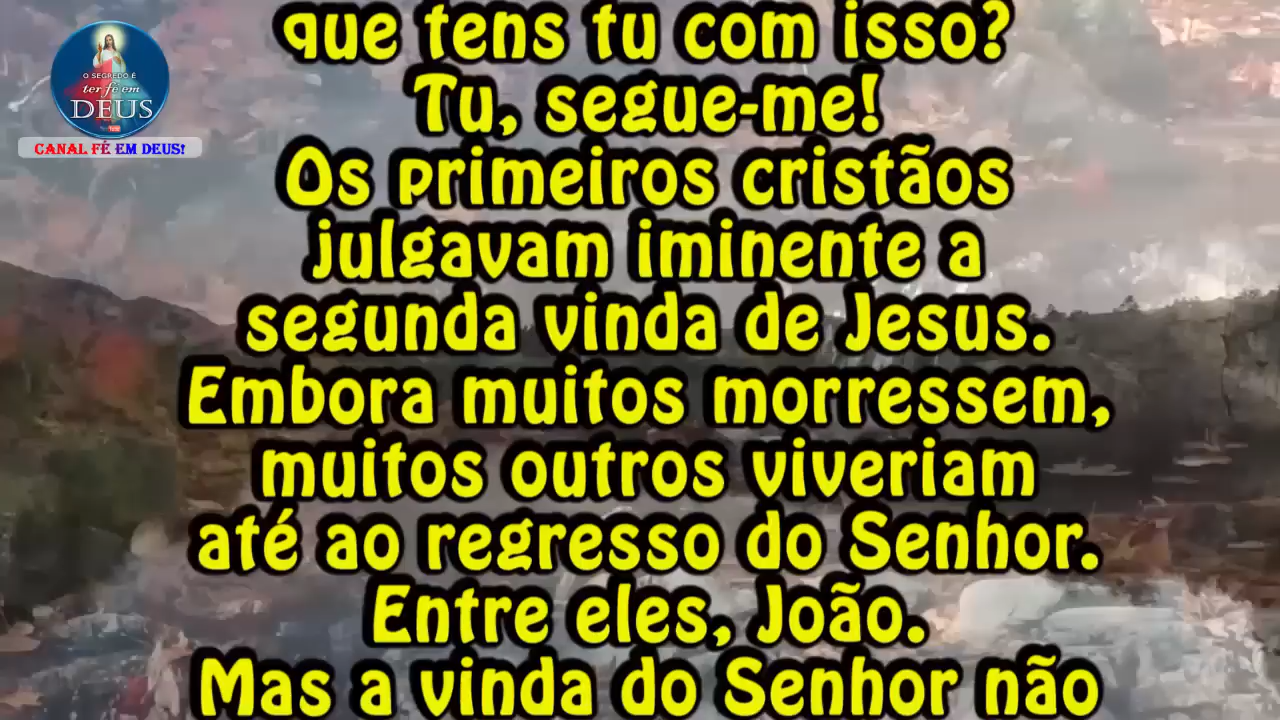 O SEGREDO É
ter fé em
DEUS
CANAL FÉ EM DEUS!
que tens tu com isso?
Tu, segue-me!
Os primeiros cristãos
julgavam iminente a
segunda vinda de Jesus.
Embora muitos morressem,
muitos outros viveriam
até ao regresso do Senhor.
Entre eles, João.
Mas a vinda do Senhor não